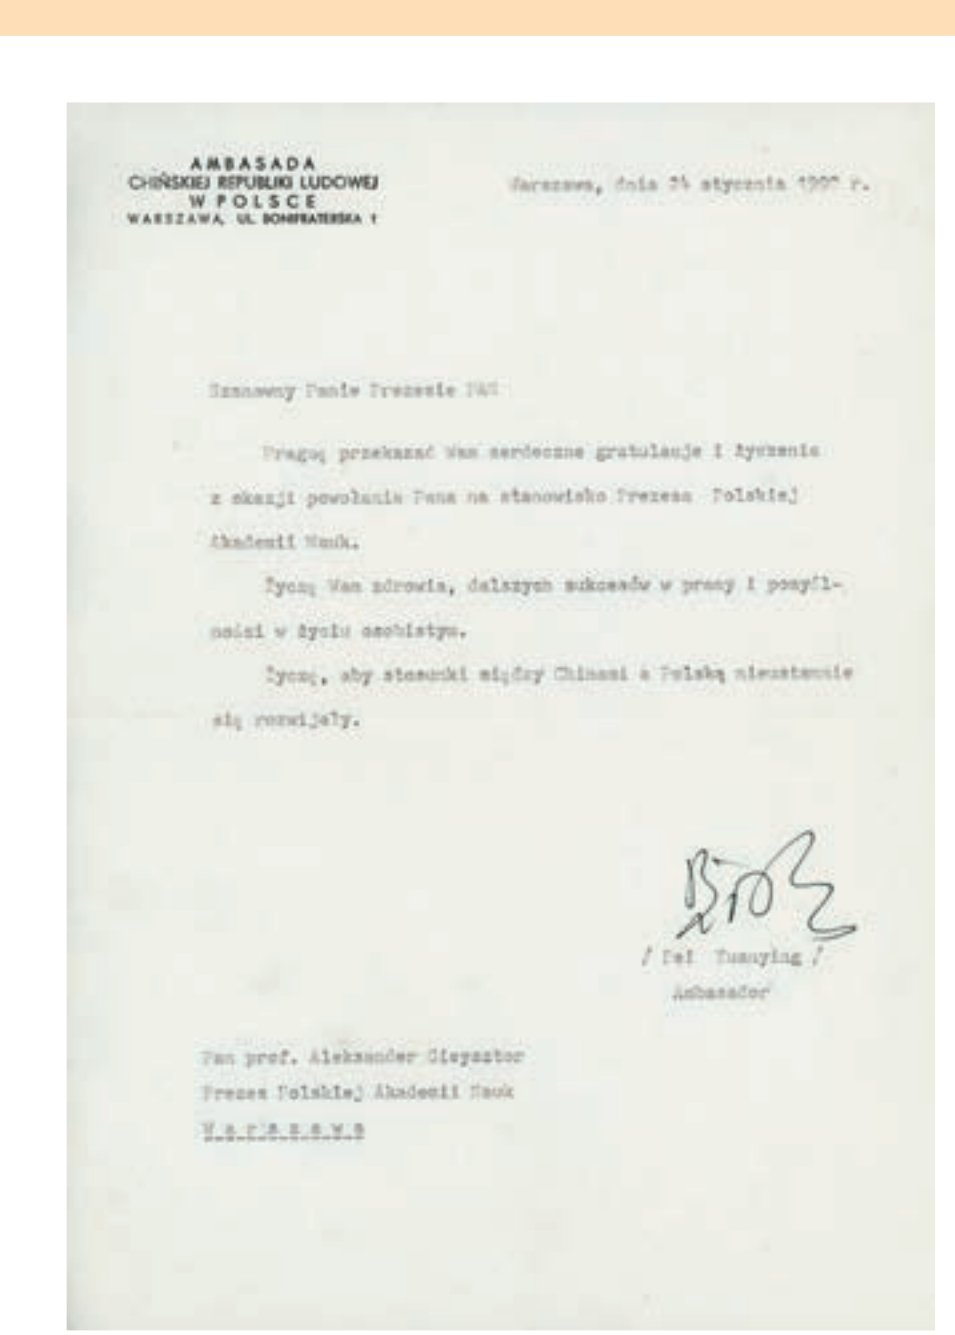 AMBASADA
CHIŃSKIEJ REPUBLIKI LUDOWEJ
W POLSCE
WARSZAWA, UL. BONIFRATERSKA 1
Warszawa, dnia 24 stycznia r.
Szanowny Panie Prezesie PAN
Pragnę przekazać Wam serdeczne gratulacje i życzenia
z okazji powołania Pana na stanowisko Prezesa Polskiej
Akademii Nauk.
Życzę Wam zdrowia, dalszych sukcesów w pracy i pomyśl-
ności w życiu osobistym.
Życzę, aby stosunki między Chinami a Polską nieustannie
się rozwijały.
/ Pei Yuanying /
Ambasador
Pan prof. Aleksander Gieysztor
Prezes Polskiej Akademii Nauk
W a r s z a w a